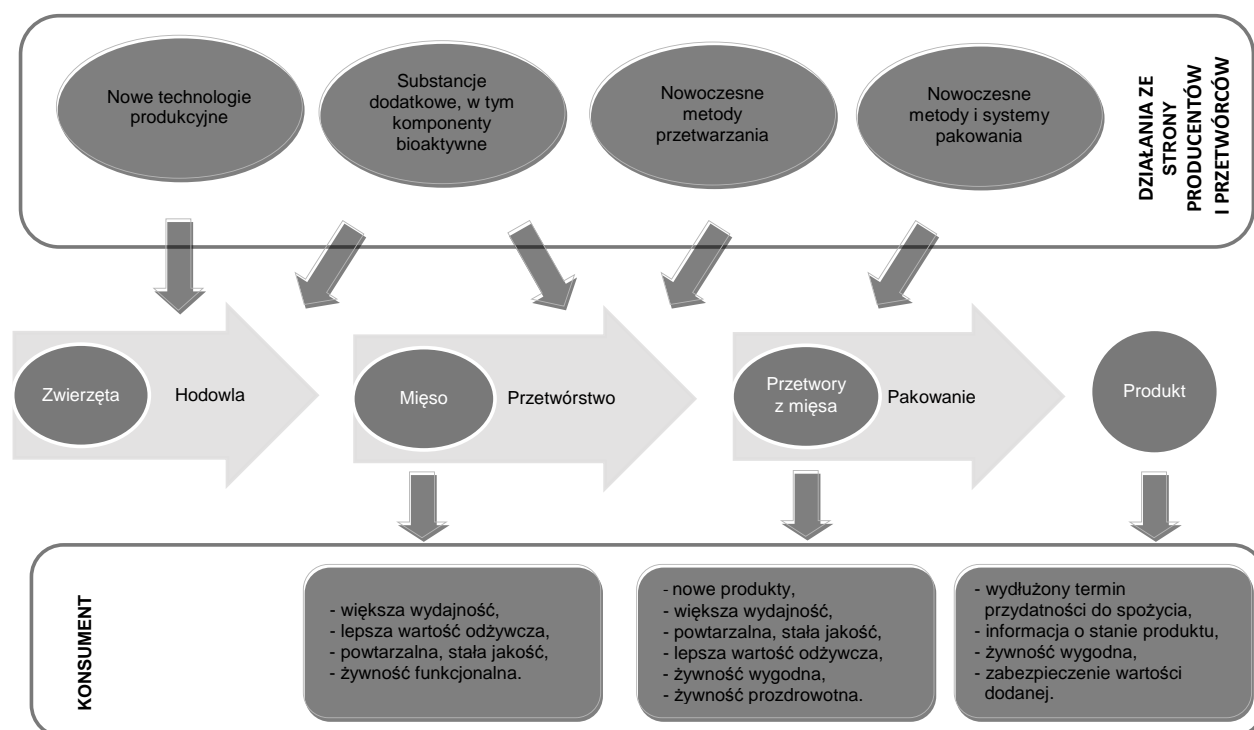 Nowe technologie
produkcyjne
Substancje
dodatkowe, w tym
komponenty
bioaktywne
Nowoczesne
metody
przetwarzania
Nowoczesne
metody i systemy
pakowania
DZIAŁANIA ZE
STRONY
PRODUCENTÓW
I PRZETWÓRCÓW
Zwierzęta
Hodowla
Mięso
Przetwórstwo
Przetwory
z mięsa
Pakowanie
Produkt
KONSUMENT
- większa wydajność,
- lepsza wartość odżywcza,
- powtarzalna, stała jakość,
- żywność funkcjonalna.
- nowe produkty,
- większa wydajność,
- powtarzalna, stała jakość,
- lepsza wartość odżywcza,
- żywność wygodna,
- żywność prozdrowotna.
- wydłużony termin
przydatności do spożycia,
- informacja o stanie produktu,
- żywność wygodna,
- zabezpieczenie wartości
dodanej.